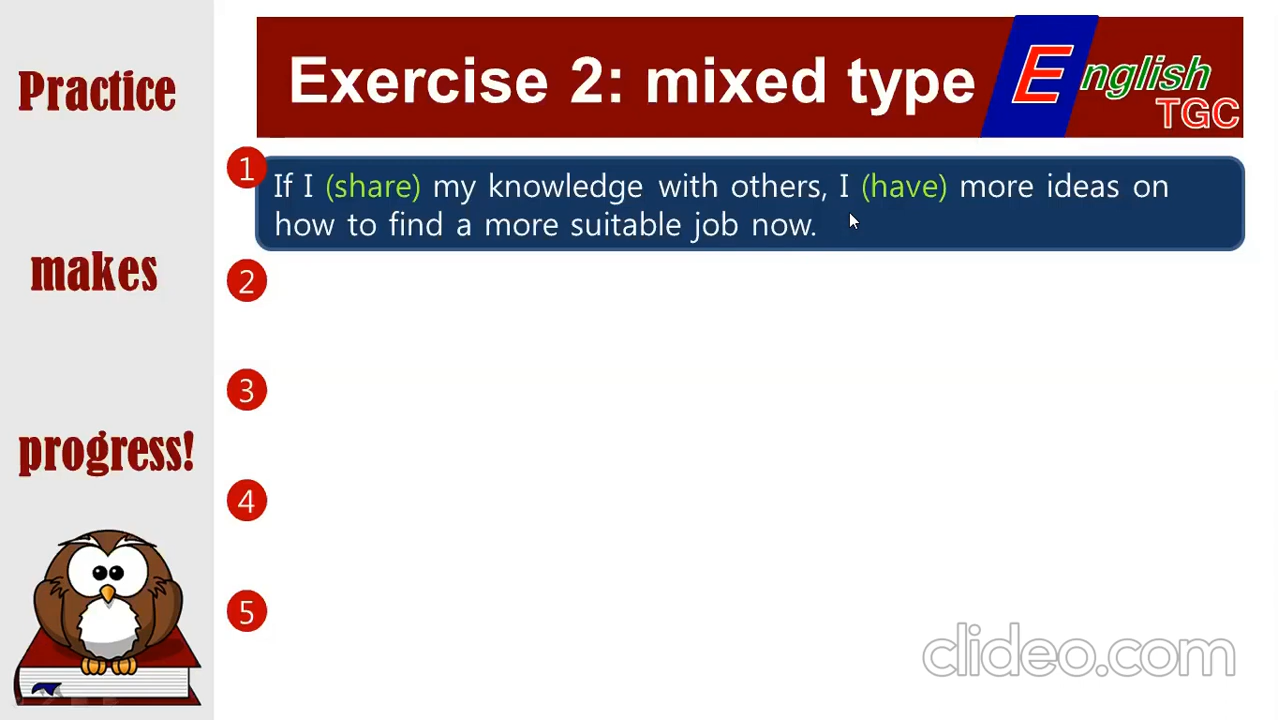 Practice
makes
progress!
Exercise 2: mixed type
English
TGC
1
If I (share) my knowledge with others, I (have) more ideas on
how to find a more suitable job now.
2
3
4
5
clideo.com